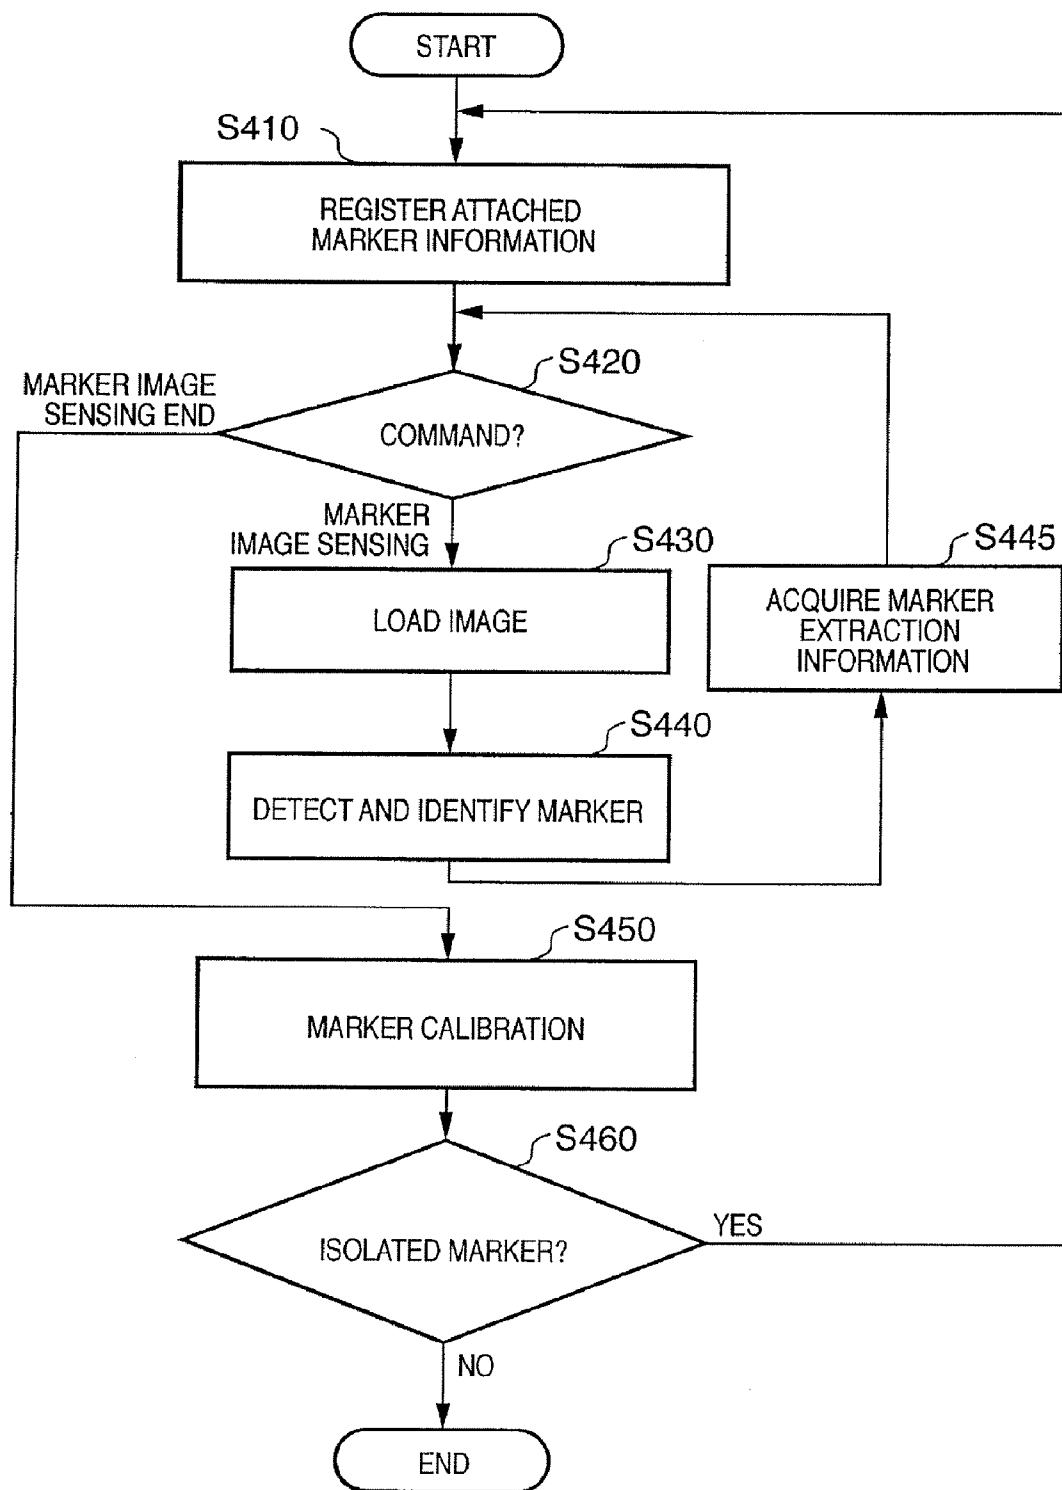 START
S410
REGISTER ATTACHED
MARKER INFORMATION
S420
MARKER IMAGE
SENSING END
COMMAND?
MARKER
IMAGE SENSING
S430
S445
LOAD IMAGE
ACQUIRE MARKER
EXTRACTION
INFORMATION
S440
DETECT AND IDENTIFY MARKER
S450
MARKER CALIBRATION
S460
ISOLATED MARKER?
YES
NO
END